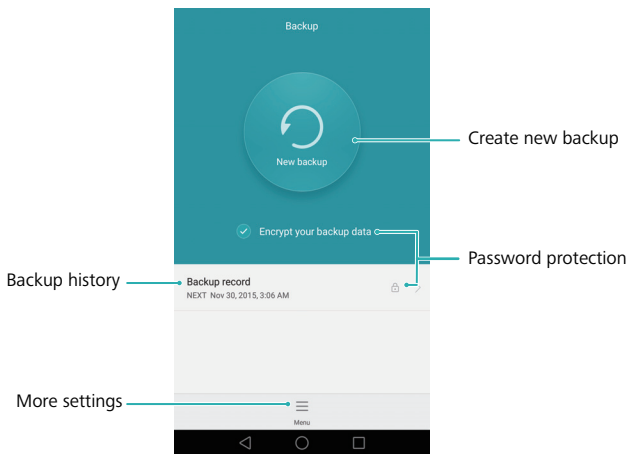 Backup
New backup
Create new backup
Encrypt your backup data
Password protection
Backup history
Backup record
NEXT Nov 30, 2015, 3:06 AM
More settings
Menu